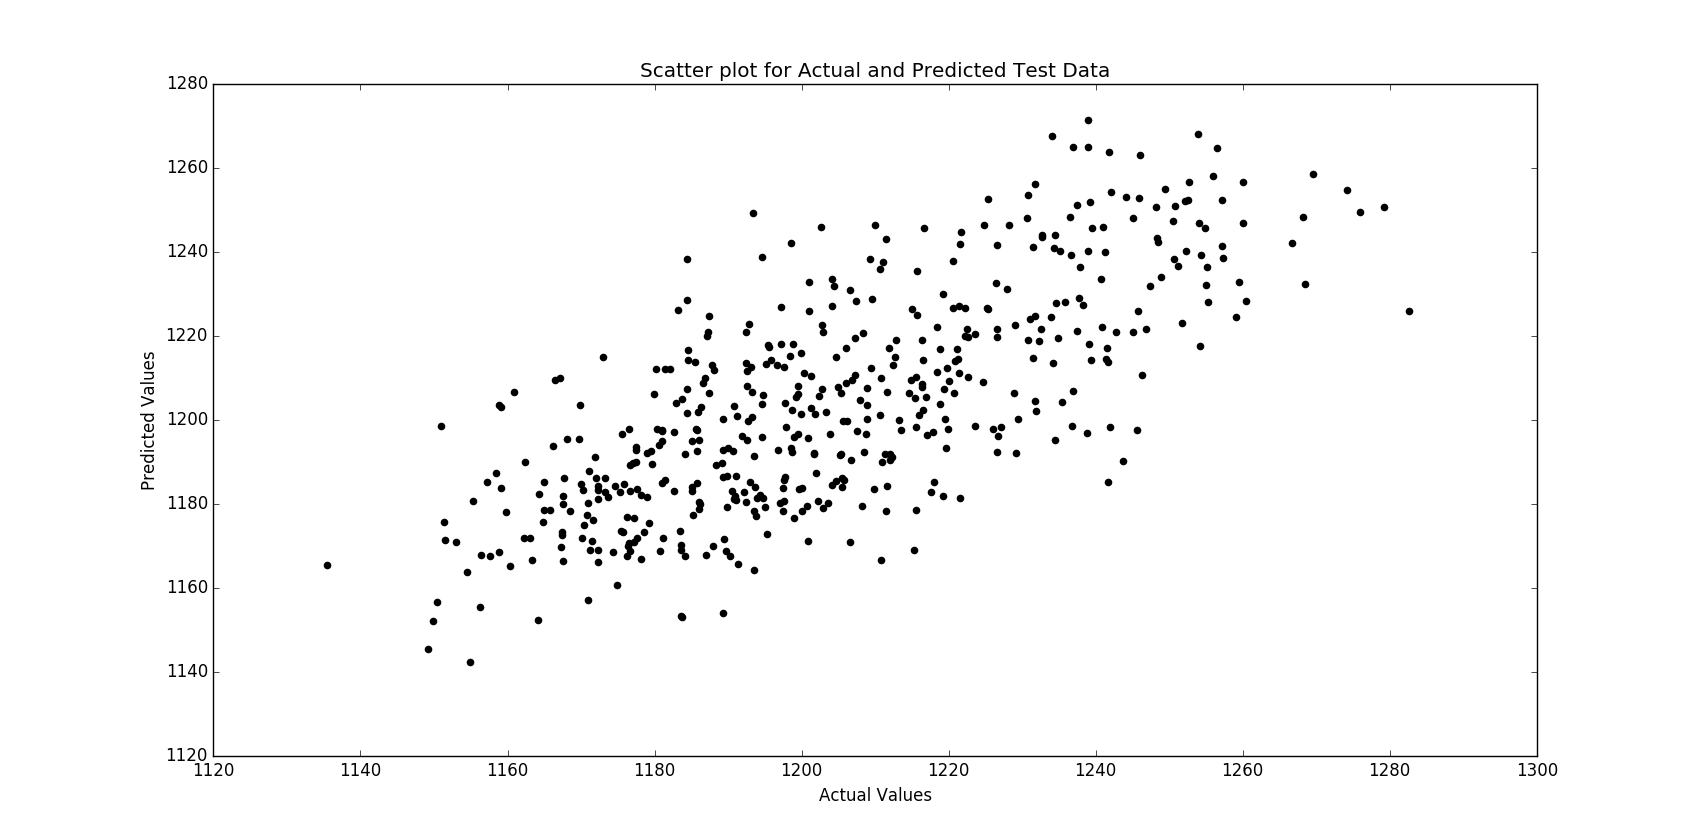 Scatter plot for Actual and Predicted Test Data
1280
1260
1240
1220
1200
1180
1160
1140
1120
Predicted Values
1120 1140 1160 1180 1200 1220 1240 1260 1280 1300
Actual Values